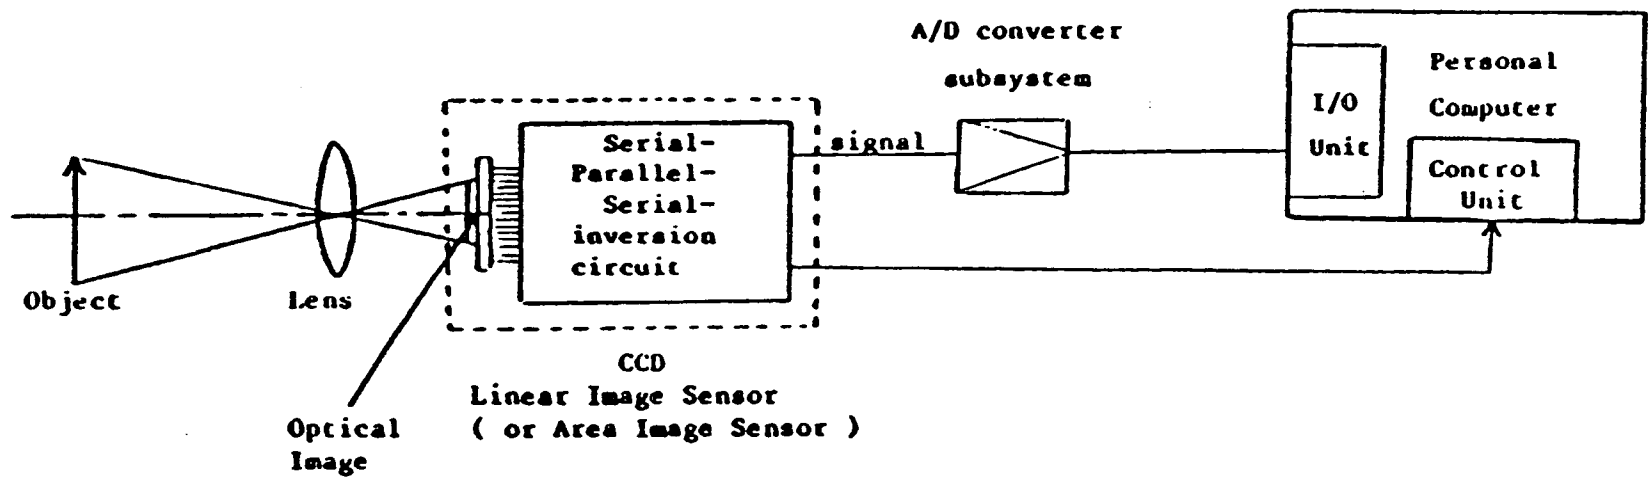 A/D converter
subsystem
Personal
Computer
I/O
Unit
Control
Unit
Serial-
Parallel-
Serial-
inversion
circuit
signal
Object
Lens
CCD
Linear Image Sensor
( or Area Image Sensor )
Optical
Image